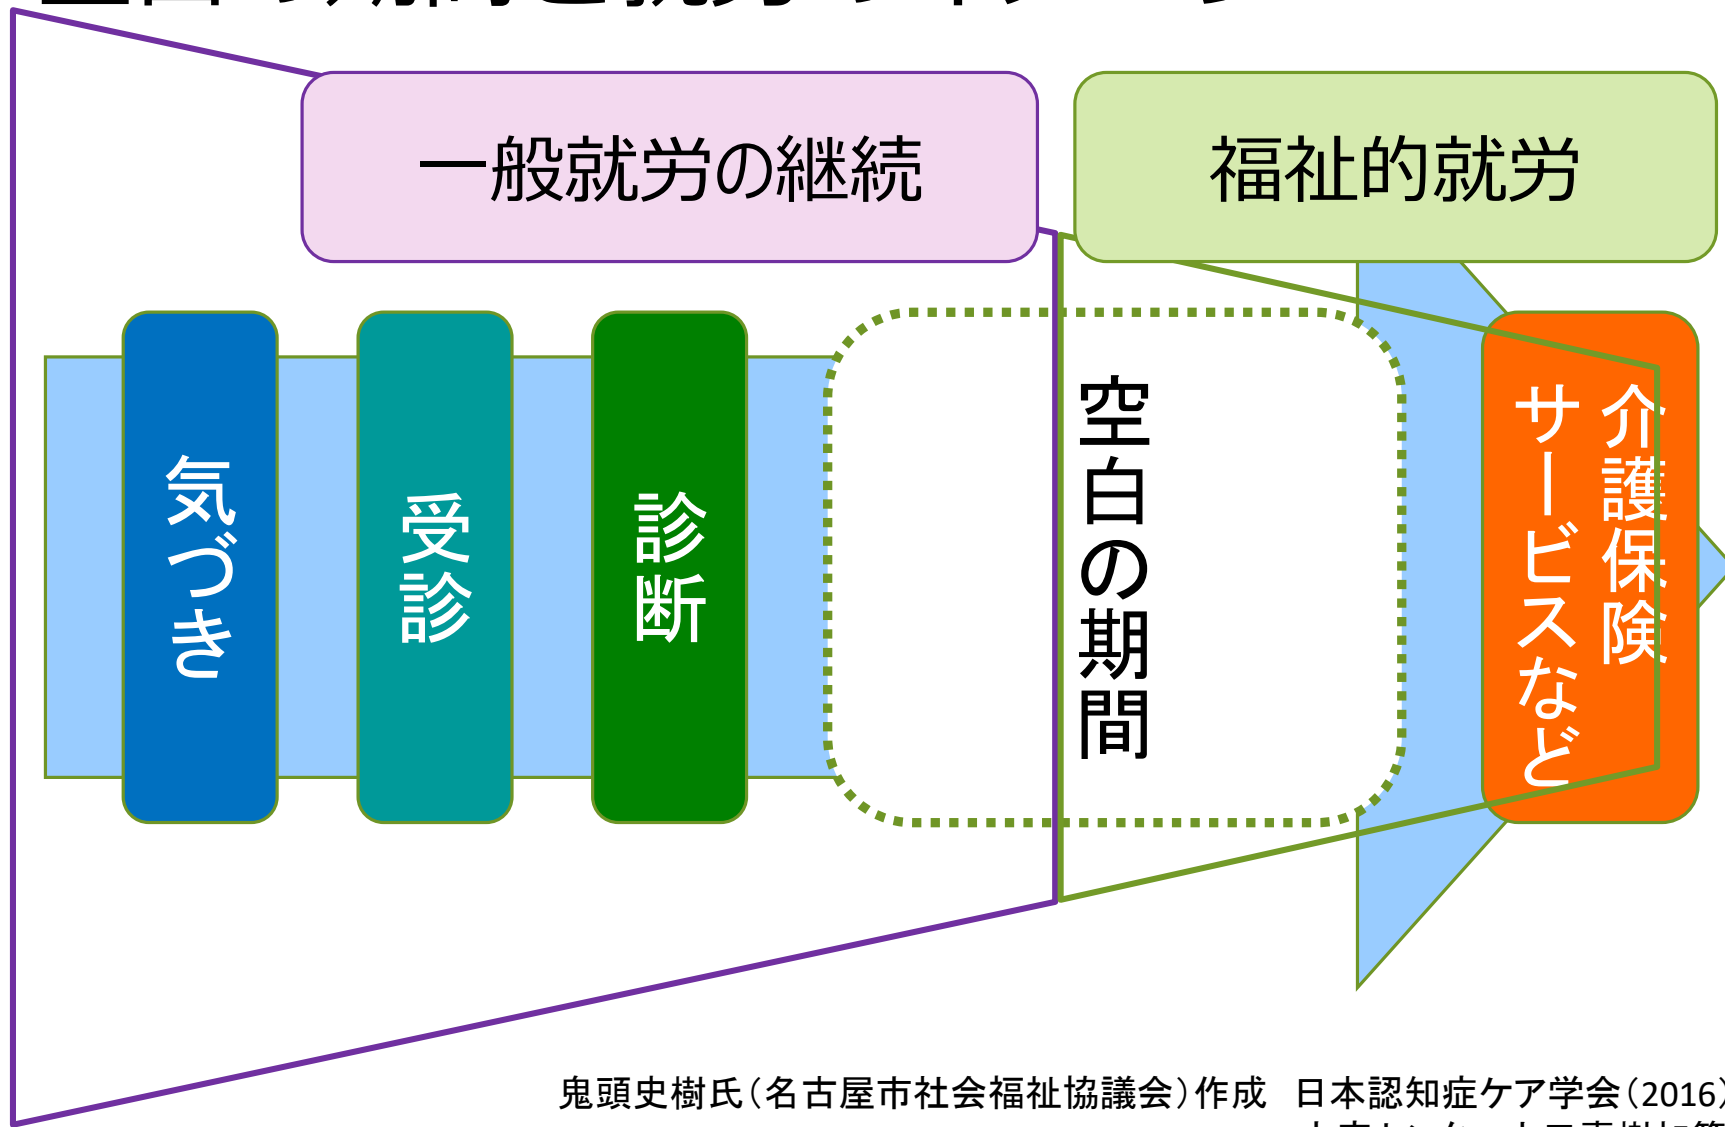 一般就労の継続
福祉的就労
気づき
受診
診断
空白の期間
介護保険
サービスなど
鬼頭史樹氏（名古屋市社会福祉協議会）作成　日本認知症ケア学会（2016）